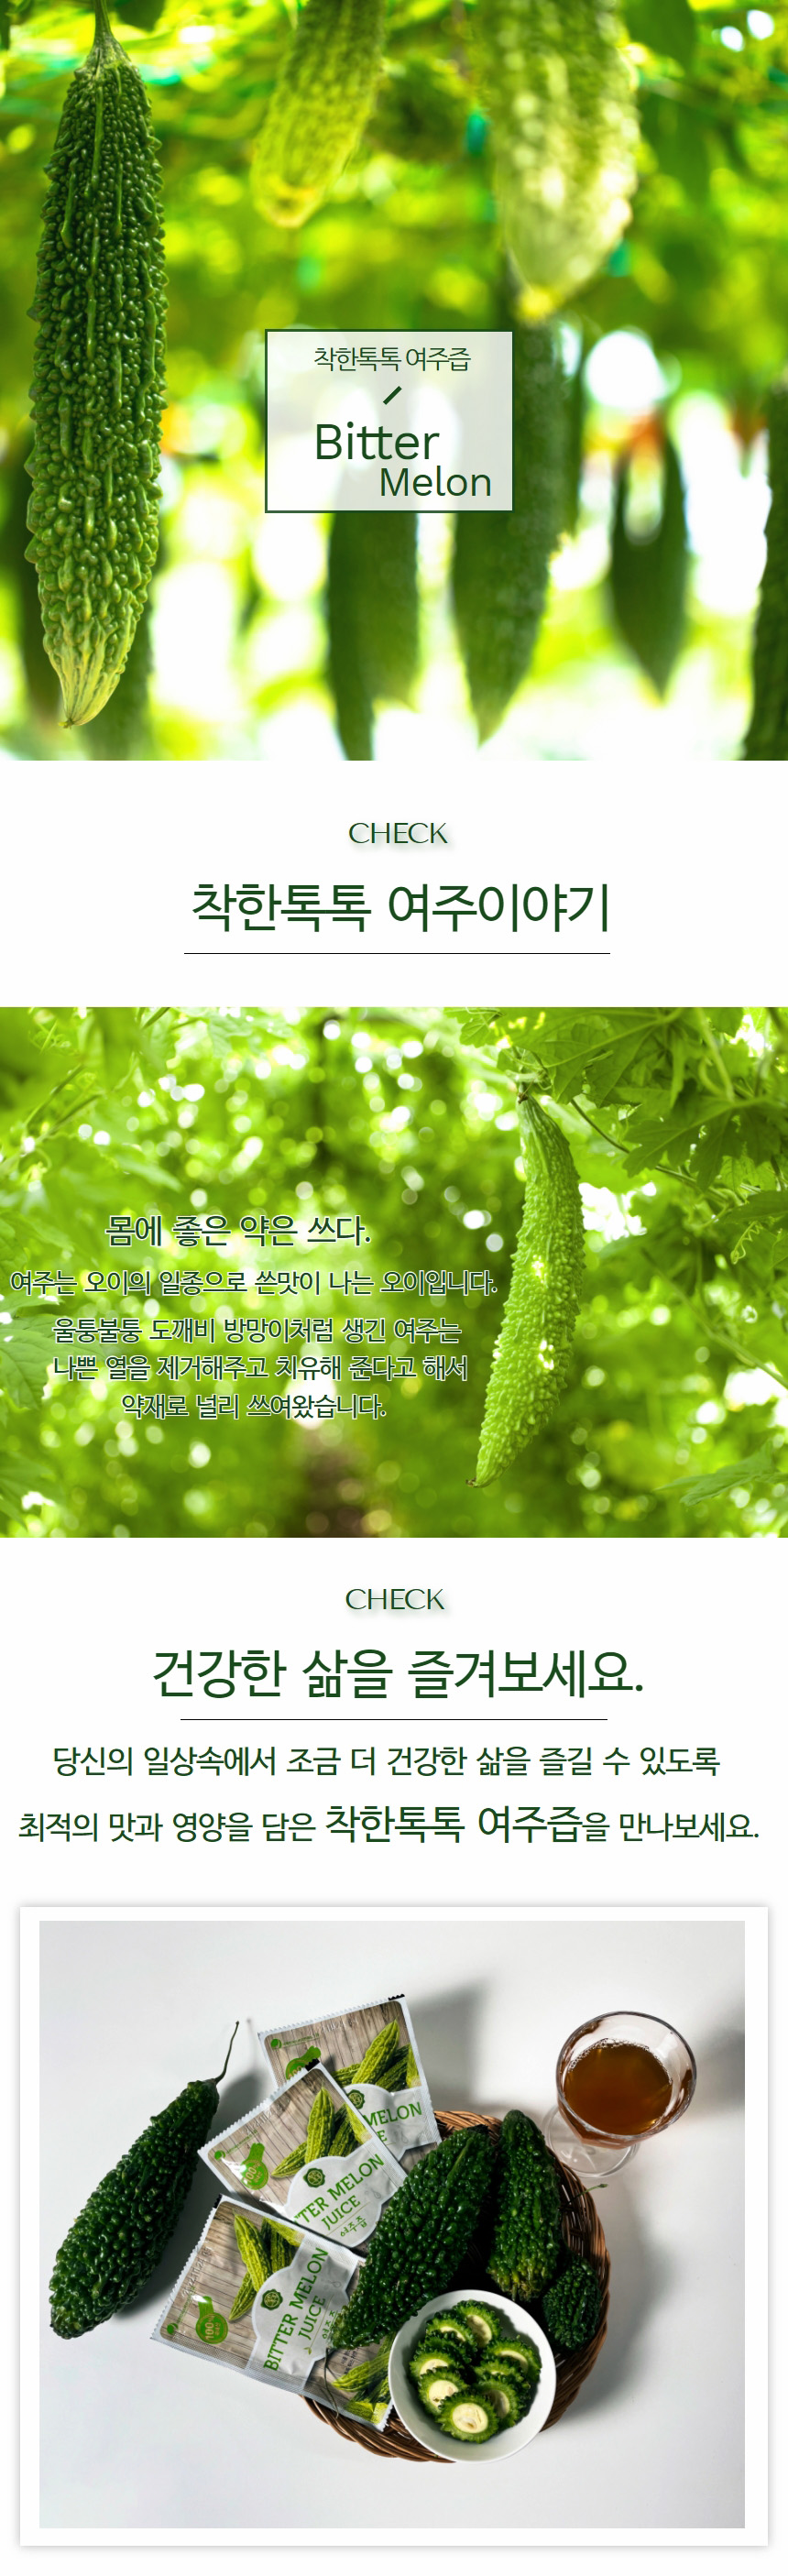 착한톡톡 여주즙
Bitter
Melon
CHECK
착한톡톡 여주이야기
몸에 좋은 약은 쓰다.
여주는 오이의 일종으로 쓴맛이 나는 오이입니다.
울퉁불퉁 도깨비 방망이처럼 생긴 여주는
나쁜 열을 제거해주고 치유해 준다고 해서
약재로 널리 쓰여왔습니다.
CHECK
건강한 삶을 즐겨보세요.
당신의 일상속에서 조금 더 건강한 삶을 즐길 수 있도록
최적의 맛과 영양을 담은 착한톡톡 여주즙을 만나보세요.
MELON
TER MELON
JUICE
여주즙
BITTER MELON
JUICE
100%